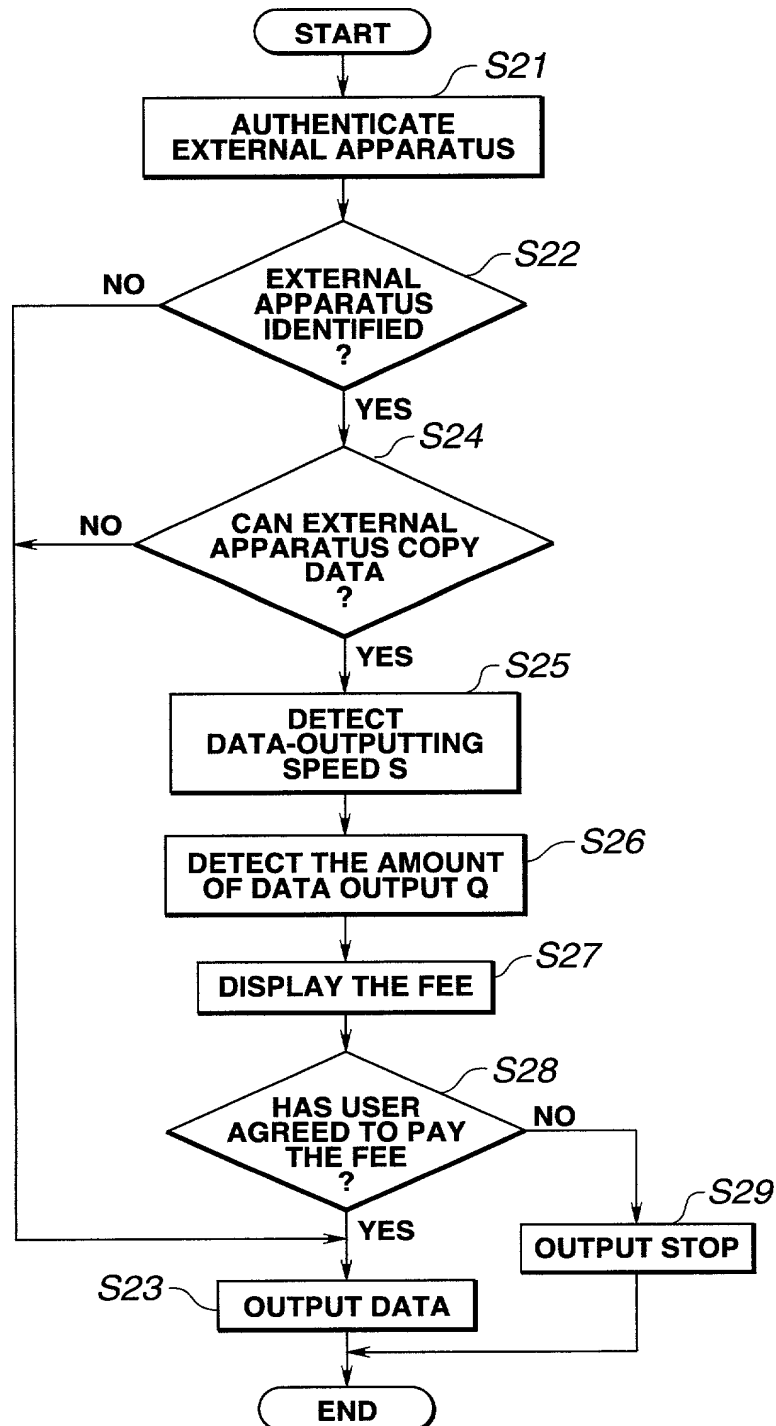 START
S21
AUTHENTICATE
EXTERNAL APPARATUS
S22
NO
EXTERNAL
APPARATUS
IDENTIFIED
?
YES
S24
NO
CAN EXTERNAL
APPARATUS COPY
DATA
?
YES
S25
DETECT
DATA-OUTPUTTING
SPEED S
S26
DETECT THE AMOUNT
OF DATA OUTPUT Q
S27
DISPLAY THE FEE
S28
HAS USER
AGREED TO PAY
THE FEE
?
NO
YES
S29
OUTPUT STOP
S23
OUTPUT DATA
END